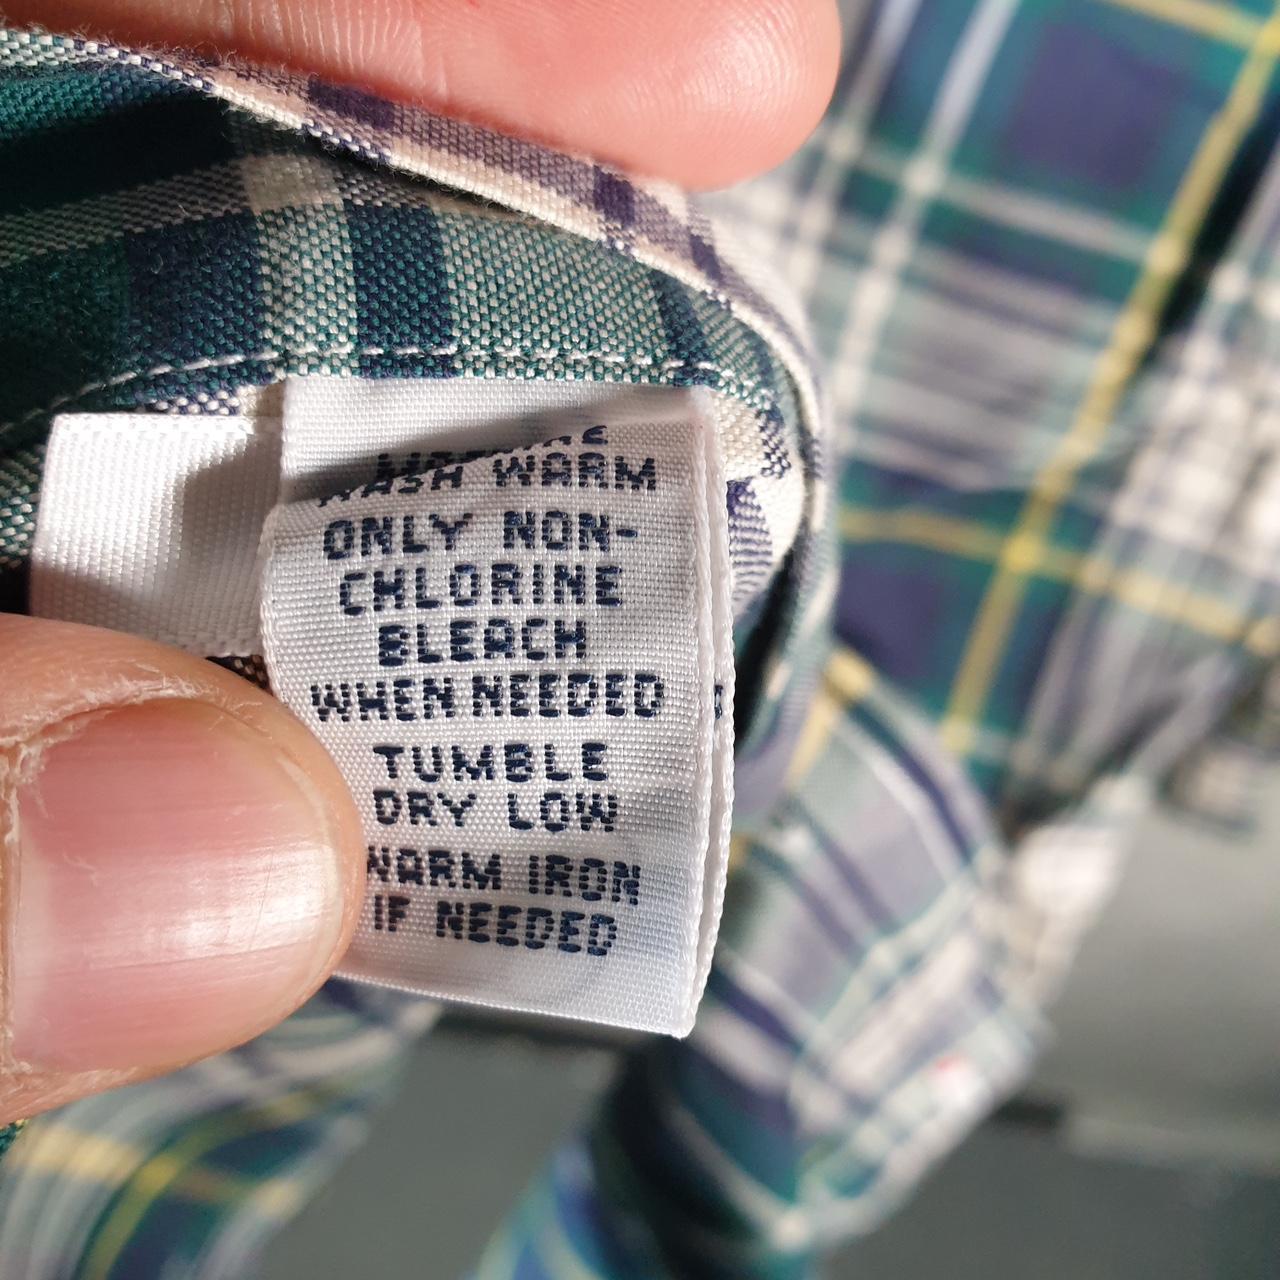 WASH WARM
ONLY NON-
CHLORINE
BLEACH
WHEN NEEDED
TUMBLE
DRY LOW
WARM IRON
IF NEEDED